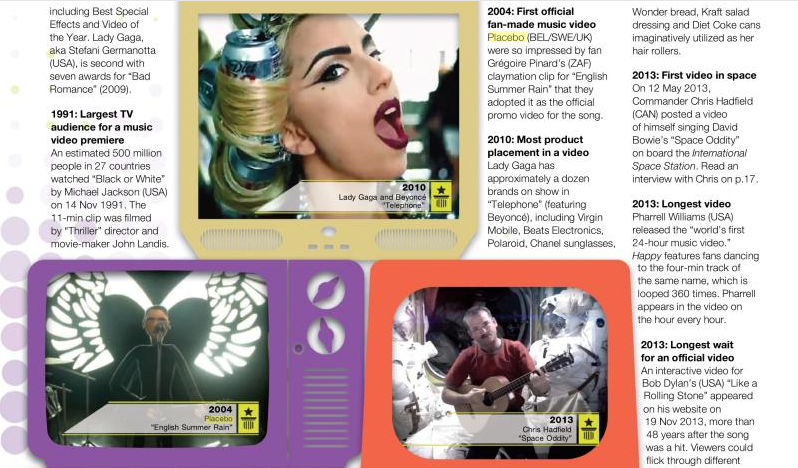 including Best Special
Effects and Video of
the Year. Lady Gaga,
aka Stefani Germanotta
(USA), is second with
seven awards for “Bad
Romance” (2009).
1991: Largest TV
audience for a music
video premiere
An estimated 500 million
people in 27 countries
watched “Black or White”
by Michael Jackson (USA)
on 14 Nov 1991. The
11-min clip was filmed
by “Thriller” director and
movie-maker John Landis.
2010
Lady Gaga and Beyoncé
“Telephone”
2004
Placebo
“English Summer Rain”
2004: First official
fan-made music video
Placebo (BEL/SWE/UK)
were so impressed by fan
Grégoire Pinard’s (ZAF)
claymation clip for “English
Summer Rain” that they
adopted it as the official
promo video for the song.
2010: Most product
placement in a video
Lady Gaga has
approximately a dozen
brands on show in
“Telephone” (featuring
Beyoncé), including Virgin
Mobile, Beats Electronics,
Polaroid, Chanel sunglasses,
2013
Chris Hadfield
“Space Oddity”
Wonder bread, Kraft salad
dressing and Diet Coke cans
imaginatively utilized as her
hair rollers.
2013: First video in space
On 12 May 2013,
Commander Chris Hadfield
(CAN) posted a video
of himself singing David
Bowie’s “Space Oddity”
on board the International
Space Station. Read an
interview with Chris on p.17.
2013: Longest video
Pharrell Williams (USA)
released the “world’s first
24-hour music video.”
Happy features fans dancing
to the four-min track of
the same name, which is
looped 360 times. Pharrell
appears in the video on
the hour every hour.
2013: Longest wait
for an official video
An interactive video for
Bob Dylan’s (USA) “Like a
Rolling Stone” appeared
on his website on
19 Nov 2013, more than
48 years after the song
was a hit. Viewers could
flick through different